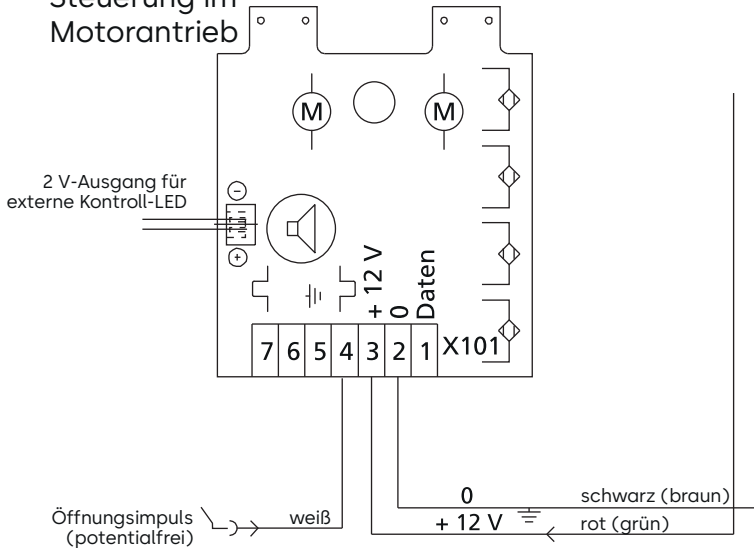 Steuerung im
Motorantrieb
M
M
2 V-Ausgang für
externe Kontroll-LED
−
+
+ 12 V
0
Daten
7 6 5 4 3 2 1 X101
0
schwarz (braun)
Öffnungsimpuls
(potentialfrei)
weiß
+ 12 V
rot (grün)